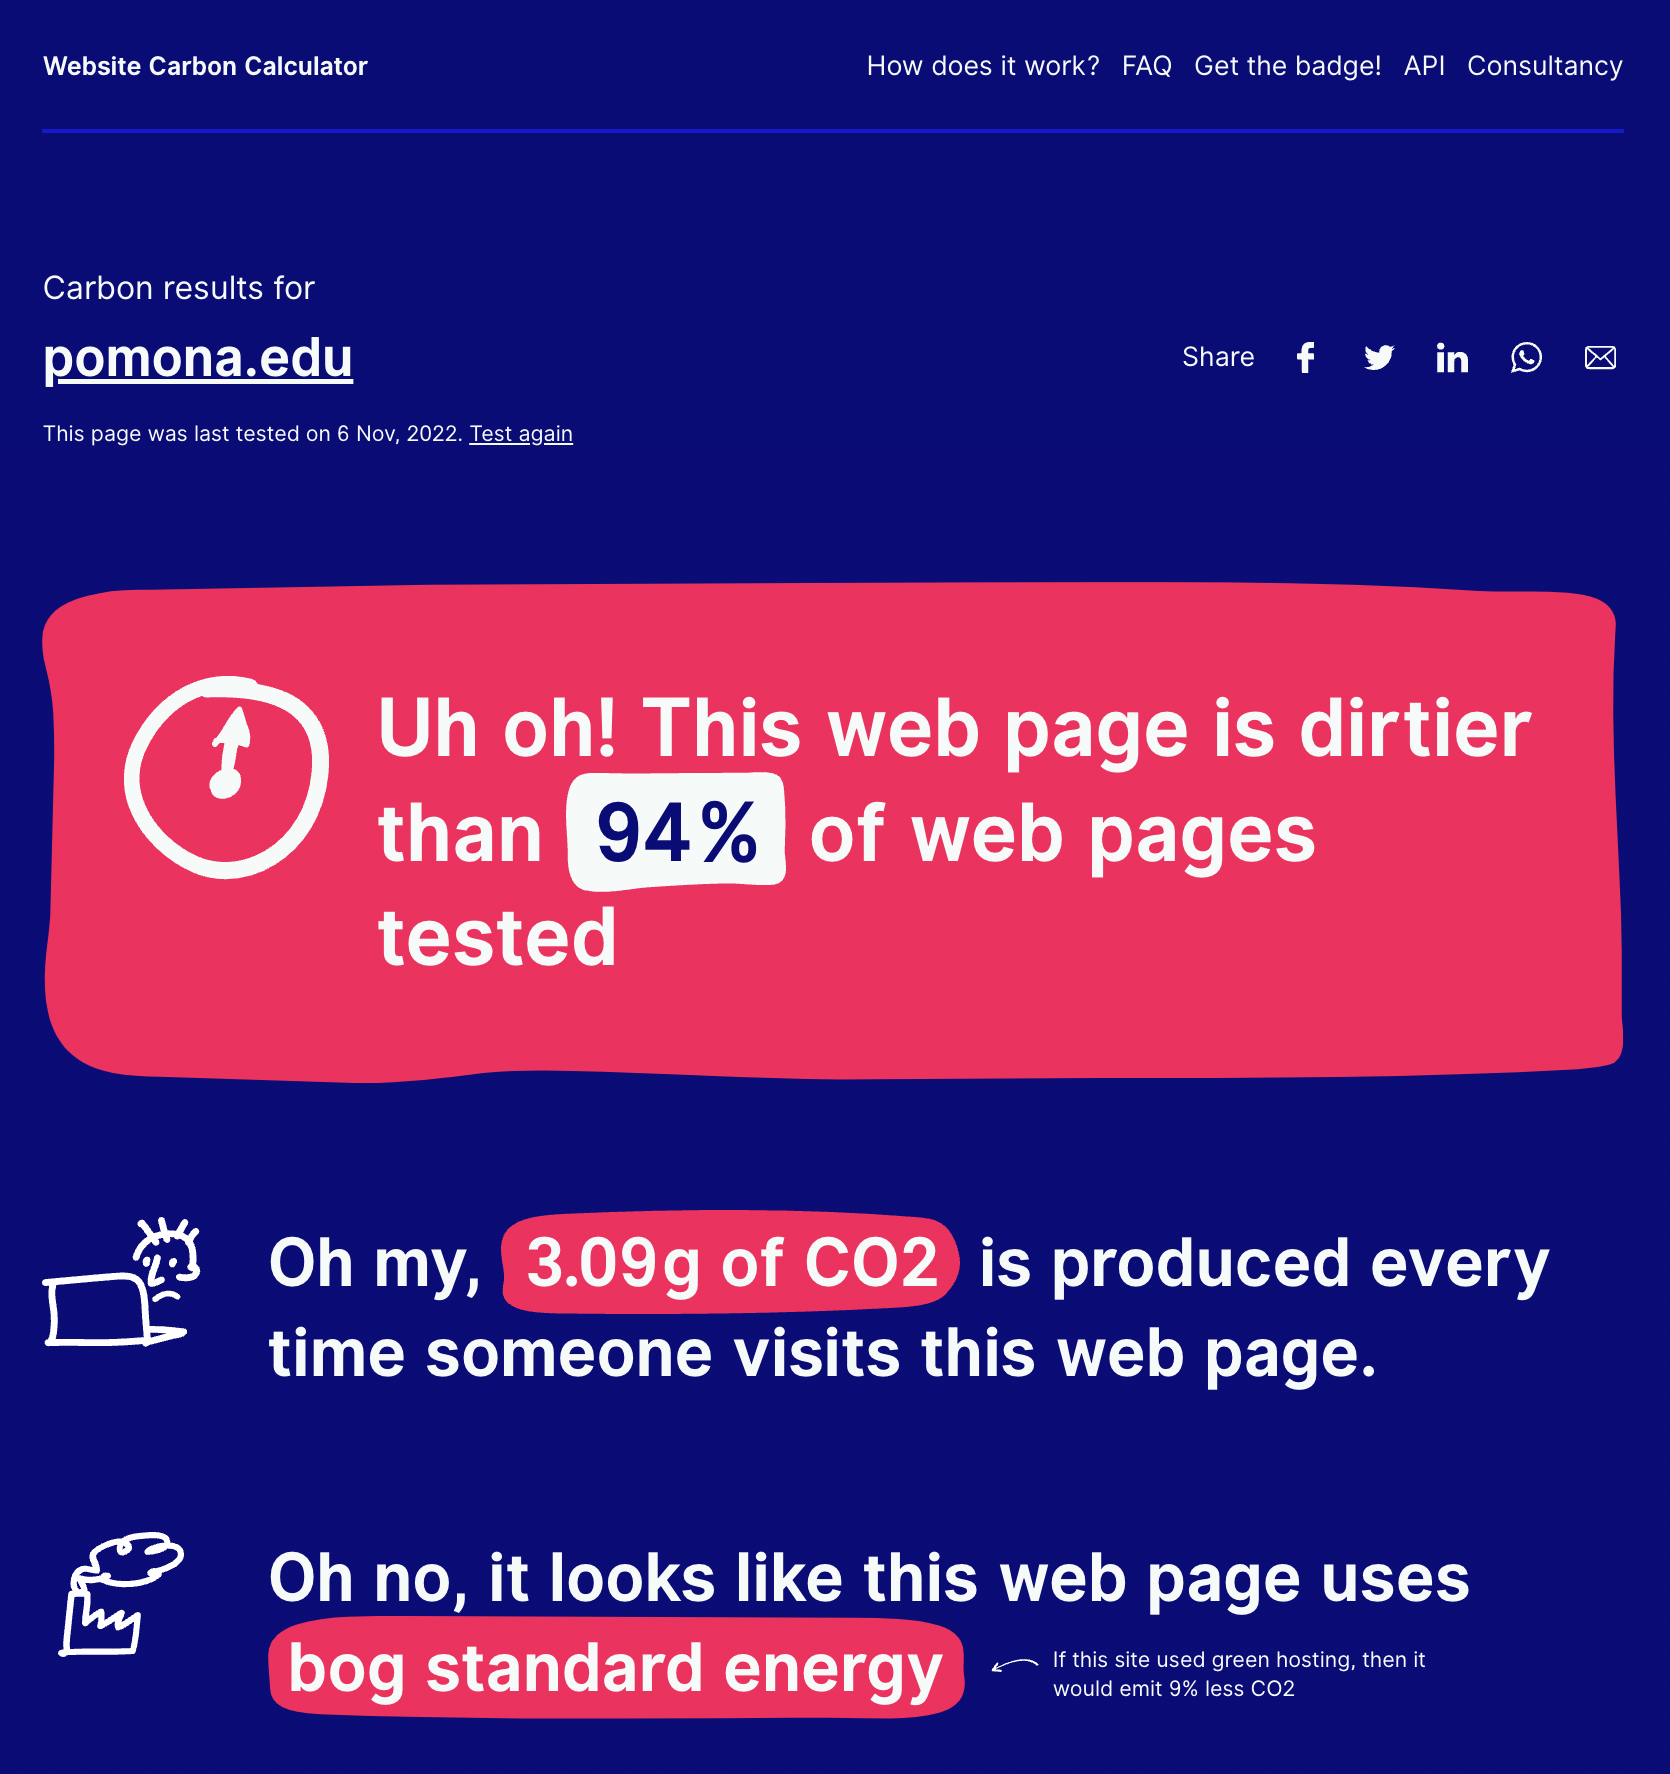 Website Carbon Calculator
How does it work? FAQ Get the badge! API Consultancy
Carbon results for
pomona.edu
Share
This page was last tested on 6 Nov, 2022. Test again
Uh oh! This web page is dirtier
than 94% of web pages
tested
Oh my, 3.09g of CO2 is produced every
time someone visits this web page.
Oh no, it looks like this web page uses
bog standard energy
If this site used green hosting, then it
would emit 9% less CO2